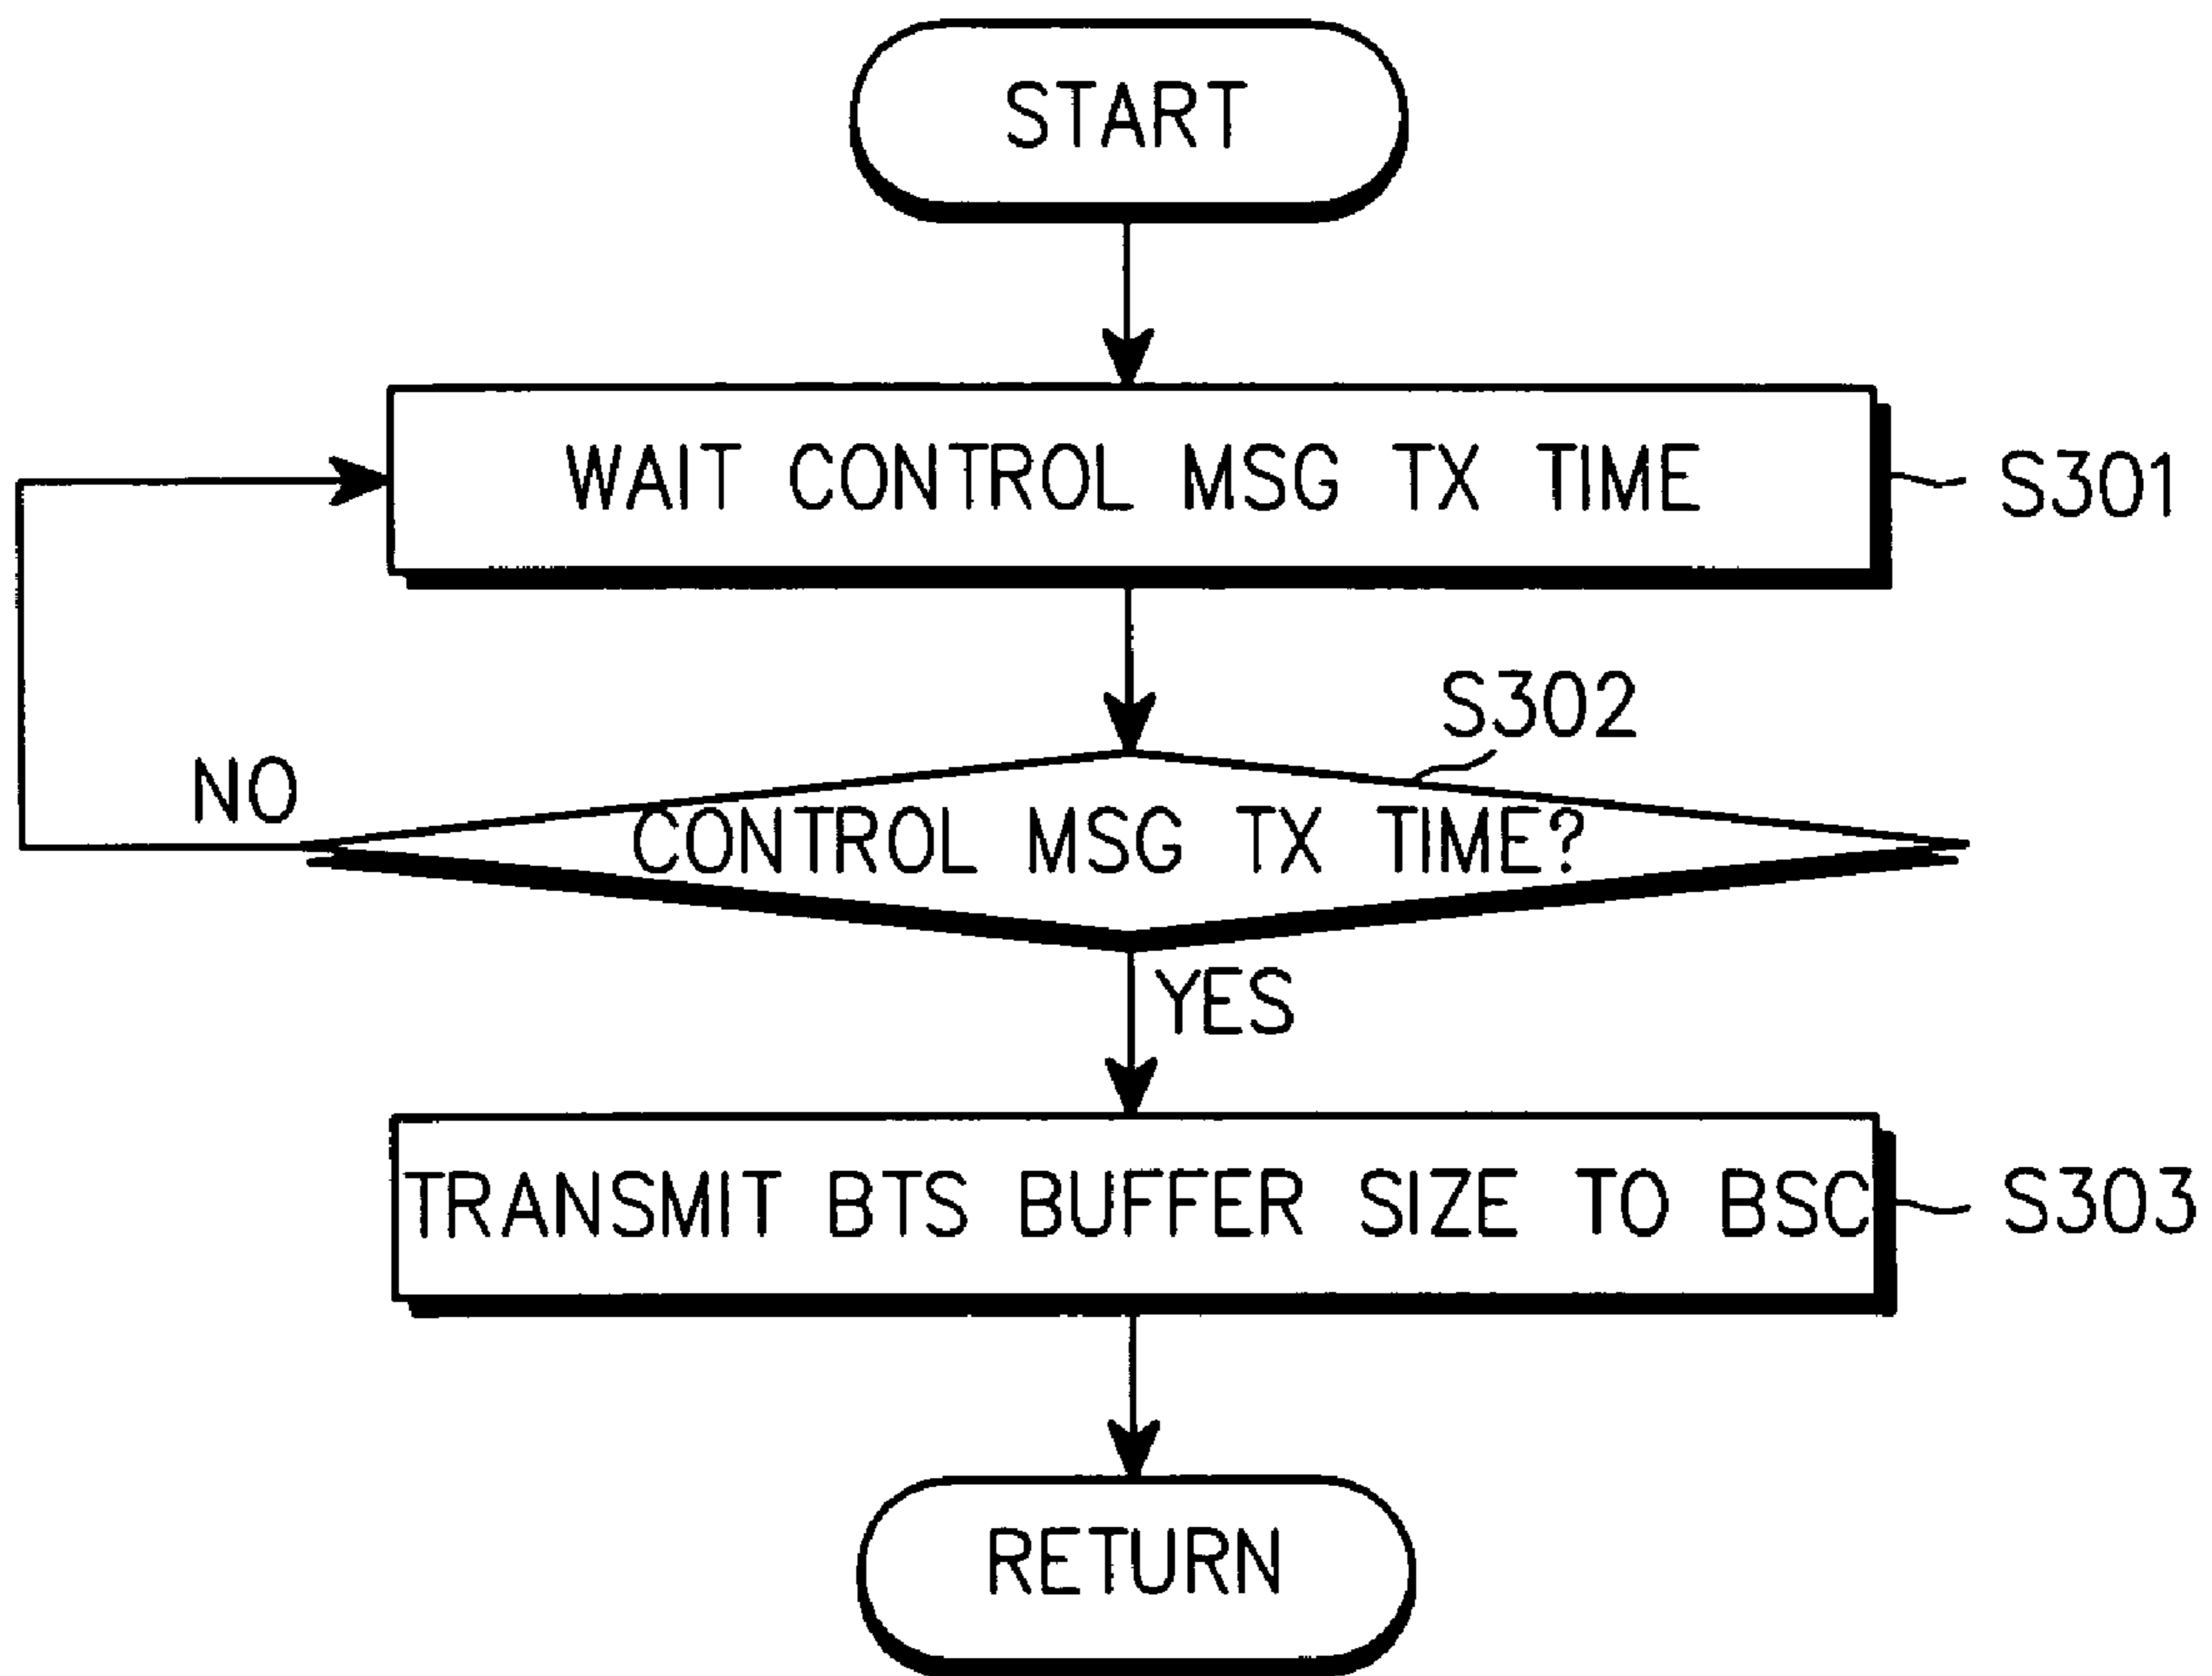 START
WAIT CONTROL MSG TX TIME
S301
S302
NO
CONTROL MSG TX TIME?
YES
TRANSMIT BTS BUFFER SIZE TO BSC
S303
RETURN